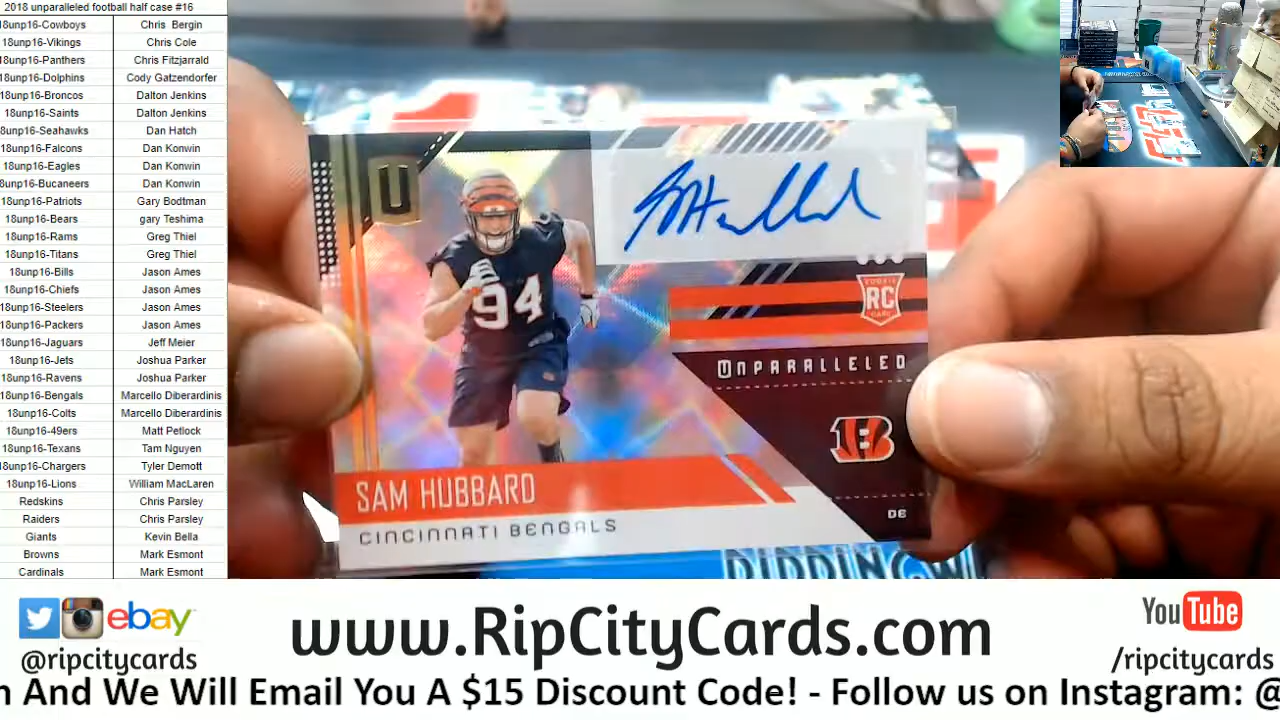 2018 unparalleled football half case #16
18unp16-Cowboys Chris Bergin
18unp16-Vikings Chris Cole
18unp16-Panthers Chris Fitzjarrald
18unp16-Dolphins Cody Gatzendorfer
18unp16-Broncos Dalton Jenkins
18unp16-Saints Dalton Jenkins
8unp16-Seahawks Dan Hatch
18unp16-Falcons Dan Konwin
18unp16-Eagles Dan Konwin
8unp16-Bucaneers Dan Konwin
18unp16-Patriots Gary Bodtman
18unp16-Bears gary Teshima
18unp16-Rams Greg Thiel
18unp16-Titans Greg Thiel
18unp16-Bills Jason Ames
18unp16-Chiefs Jason Ames
18unp16-Steelers Jason Ames
18unp16-Packers Jason Ames
18unp16-Jaguars Jeff Meier
18unp16-Jets Joshua Parker
18unp16-Ravens Joshua Parker
18unp16-Bengals Marcello Diberardinis
18unp16-Colts Marcello Diberardinis
18unp16-49ers Matt Petlock
18unp16-Texans Tam Nguyen
18unp16-Chargers Tyler Demott
18unp16-Lions William MacLaren
Redskins Chris Parsley
Raiders Chris Parsley
Giants Kevin Bella
Browns Mark Esmont
Cardinals Mark Esmont
U
94
ROOKIE
RC
CARD
UNPARALLELED
B
SAM HUBBARD
CINCINNATI BENGALS
DE
ebay
@ripcitycards
www.RipCityCards.com
YouTube
/ripcitycards
n And We Will Email You A $15 Discount Code! - Follow us on Instagram: @